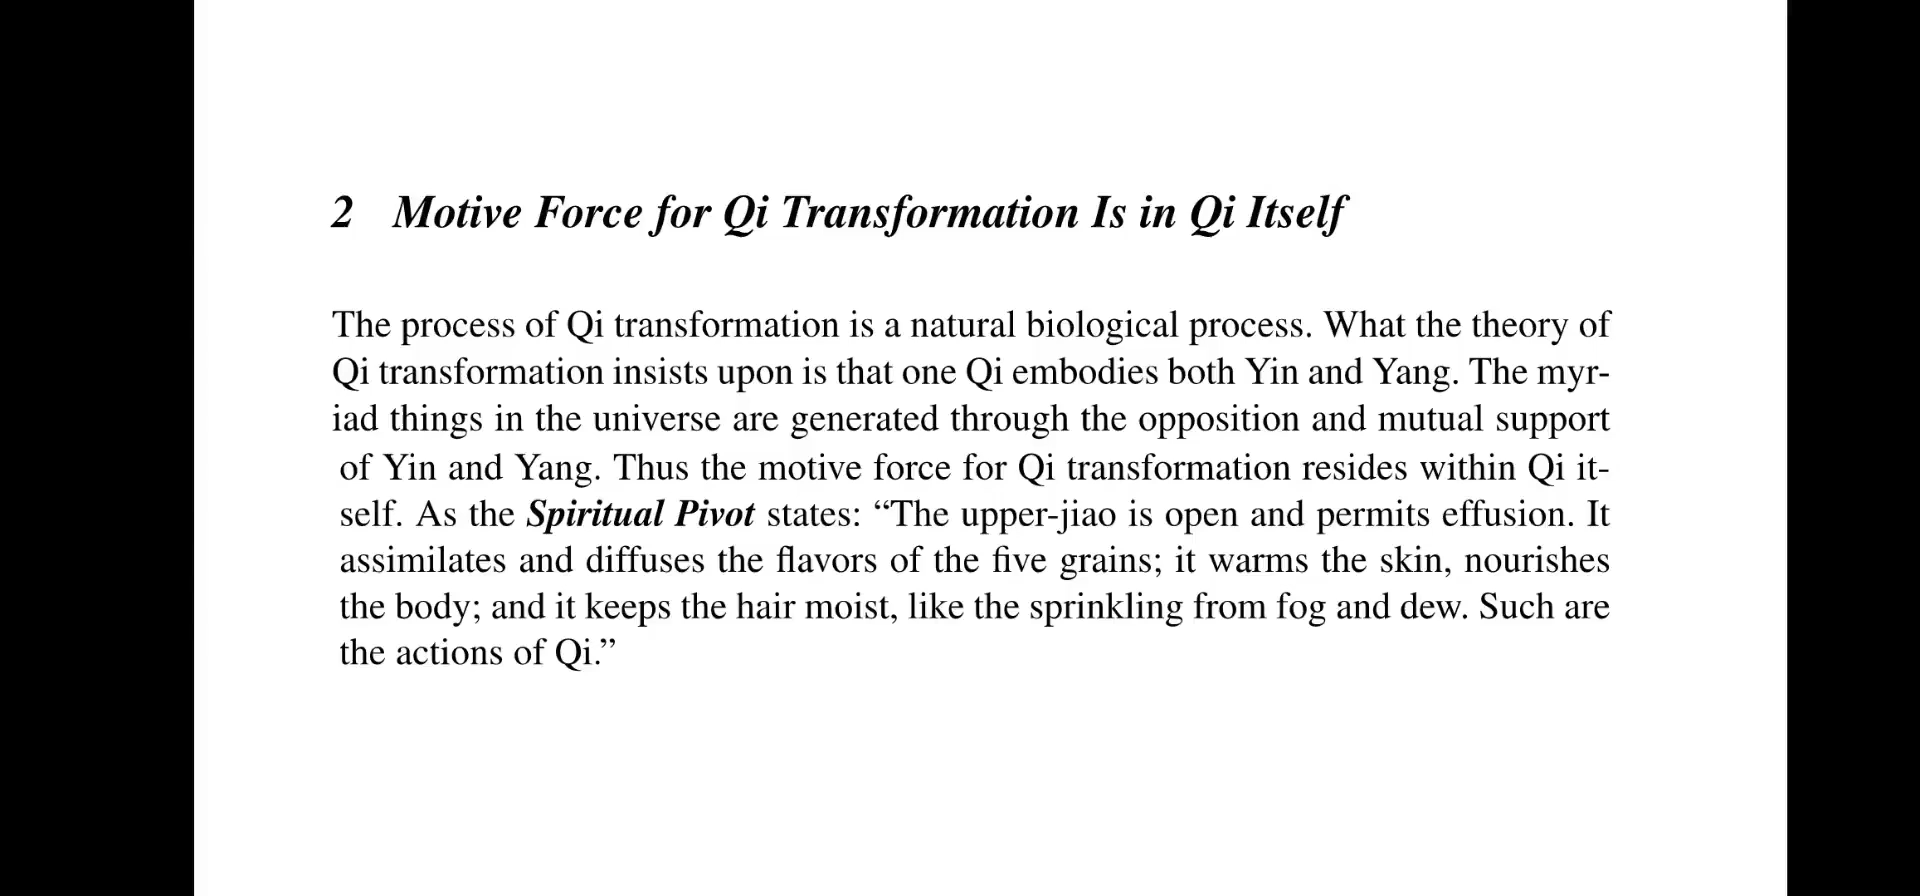 2 Motive Force for Qi Transformation Is in Qi Itself
The process of Qi transformation is a natural biological process. What the theory of
Qi transformation insists upon is that one Qi embodies both Yin and Yang. The myr-
iad things in the universe are generated through the opposition and mutual support
of Yin and Yang. Thus the motive force for Qi transformation resides within Qi it-
self. As the Spiritual Pivot states: “The upper-jiao is open and permits effusion. It
assimilates and diffuses the flavors of the five grains; it warms the skin, nourishes
the body; and it keeps the hair moist, like the sprinkling from fog and dew. Such are
the actions of Qi.”